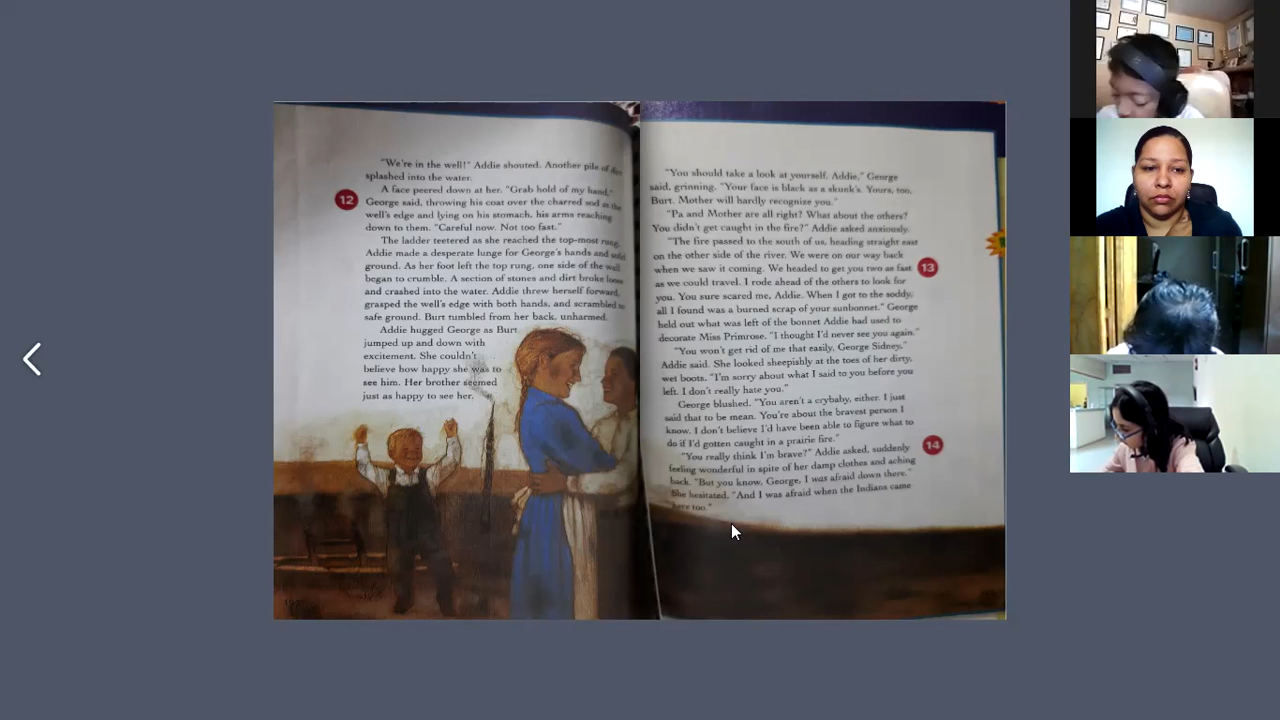 "We're in the well!" Addie shouted. Another pile of dirt
splashed into the water.
A face peered down at her. "Grab hold of my hand,"
12
George said, throwing his coat over the charred sod at the
well's edge and lying on his stomach, his arms reaching
down to them. "Careful now. Not too fast."
The ladder teetered as she reached the top-most rung.
Addie made a desperate lunge for George's hands and solid
ground. As her foot left the top rung, one side of the wall
began to crumble. A section of stones and dirt broke loose
and crashed into the water. Addie threw herself forward,
grasped the well's edge with both hands, and scrambled to
safe ground. Burt tumbled from her back, unharmed.
Addie hugged George as Burt
jumped up and down with
excitement. She couldn't
believe how happy she was to
see him. Her brother seemed
just as happy to see her.
"You should take a look at yourself, Addie," George
said, grinning. "Your face is black as a skunk's. Yours, too,
Burt. Mother will hardly recognize you."
"Pa and Mother are all right? What about the others?
You didn't get caught in the fire?" Addie asked anxiously.
"The fire passed to the south of us, heading straight east
on the other side of the river. We were on our way back
when we saw it coming. We headed to get you two as fast
13
as we could travel. I rode ahead of the others to look for
you. You sure scared me, Addie. When I got to the soddy,
all I found was a burned scrap of your sunbonnet." George
held out what was left of the bonnet Addie had used to
decorate Miss Primrose. "I thought I'd never see you again."
"You won't get rid of me that easily, George Sidney,"
Addie said. She looked sheepishly at the toes of her dirty,
wet boots. "I'm sorry about what I said to you before you
left. I don't really hate you."
George blushed. "You aren't a crybaby, either. I just
said that to be mean. You're about the bravest person I
know. I don't believe I'd have been able to figure what to
do if I'd gotten caught in a prairie fire."
14
"You really think I'm brave?" Addie asked, suddenly
feeling wonderful in spite of her damp clothes and aching
back. "But you know, George, I was afraid down there."
She hesitated. "And I was afraid when the Indians came
here too."